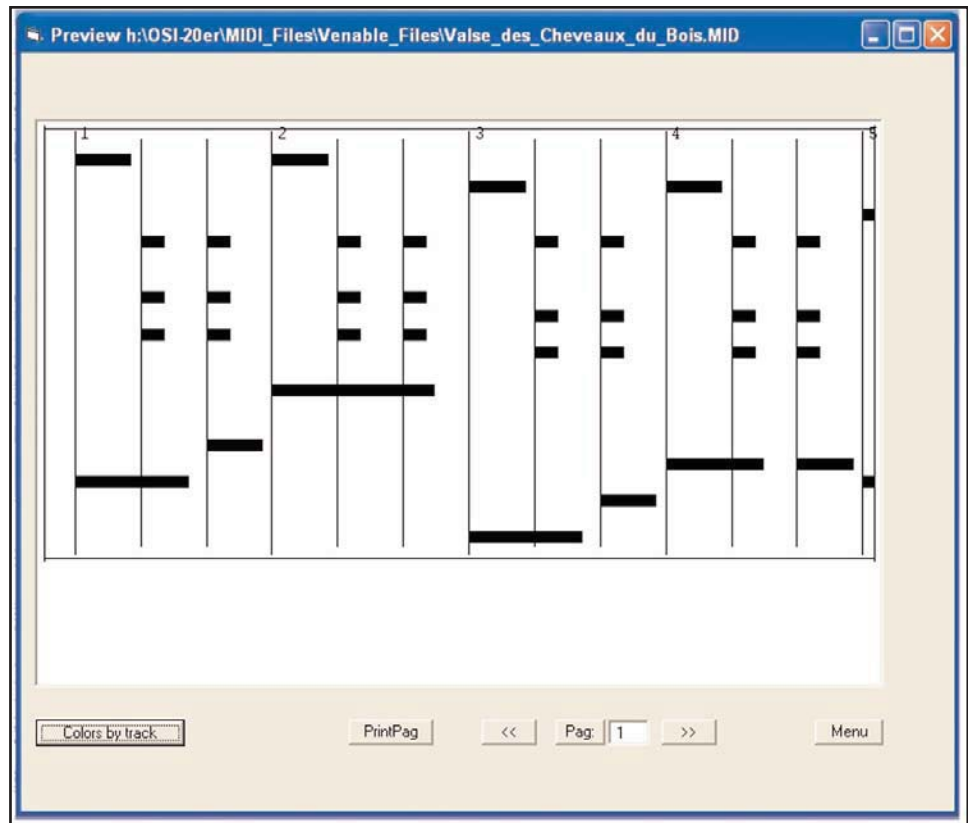 Preview h:\OSI-20er\MIDI_Files\Venable_Files\Valse_des_Cheveaux_du_Bois.MID
1 2 3 4 5
Colors by track PrintPag << Pag: 1 >> Menu